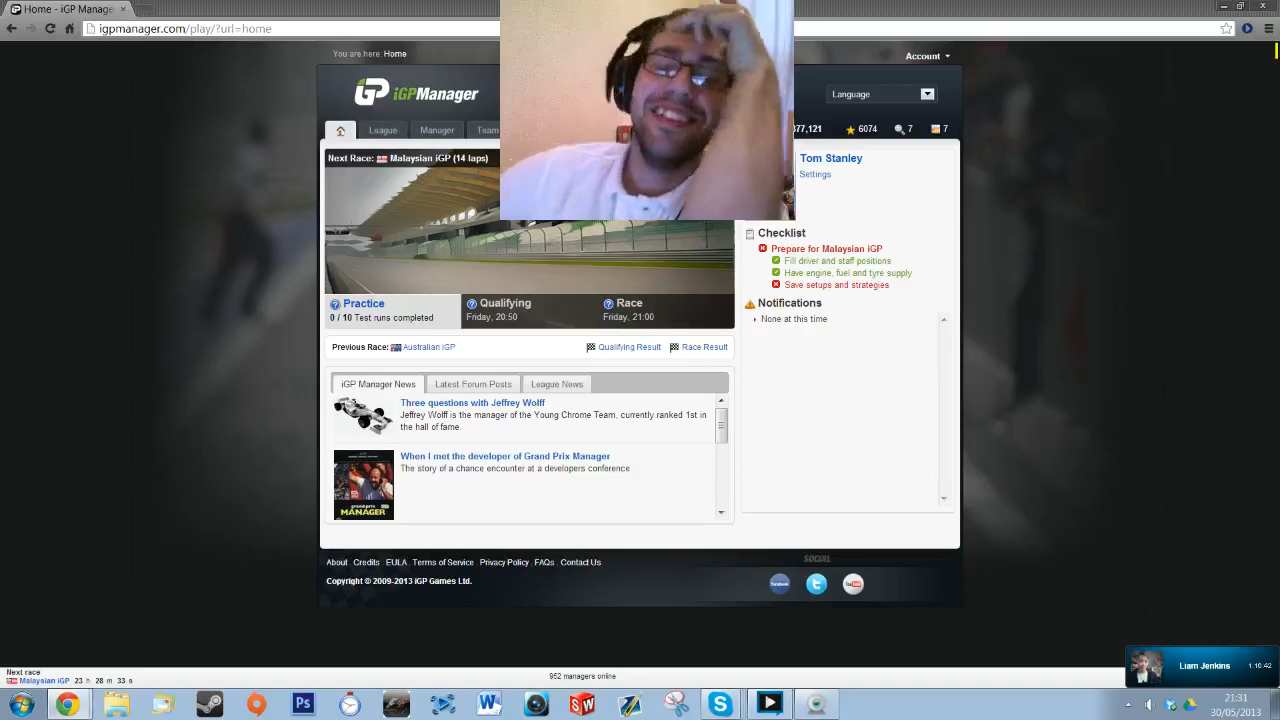 Home - iGP Manager
igpmanager.com/play/?url=home
You are here: Home
Account
iGP iGPManager
Language
League
Manager
Team
77,121
6074
7
7
Next Race: Malaysian iGP (14 laps)
Tom Stanley
Settings
Checklist
Prepare for Malaysian iGP
Fill driver and staff positions
Have engine, fuel and tyre supply
Save setups and strategies
Notifications
None at this time
Practice
0 / 10 Test runs completed
Qualifying
Friday, 20:50
Race
Friday, 21:00
Previous Race: Australian iGP
Qualifying Result
Race Result
iGP Manager News
Latest Forum Posts
League News
Three questions with Jeffrey Wolff
Jeffrey Wolff is the manager of the Young Chrome Team, currently ranked 1st in
the hall of fame.
When I met the developer of Grand Prix Manager
The story of a chance encounter at a developers conference
grand prix
MANAGER
About Credits EULA Terms of Service Privacy Policy FAQs Contact Us
Copyright © 2009-2013 iGP Games Ltd.
SOCIAL
facebook
You Tube
Next race
Malaysian iGP 23 h 28 m 33 s
952 managers online
Liam Jenkins
1:10:42
Ps
W
SW
S
21:31
30/05/2013